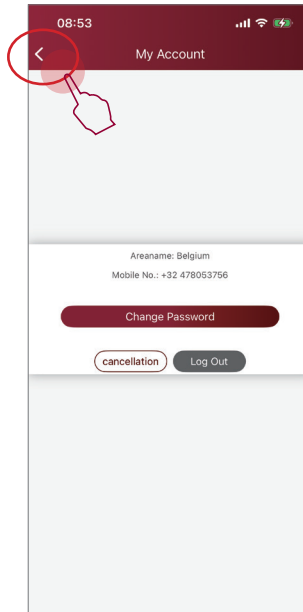 08:53
My Account
Areaname: Belgium
Mobile No.: +32 478053756
Change Password
cancellation Log Out